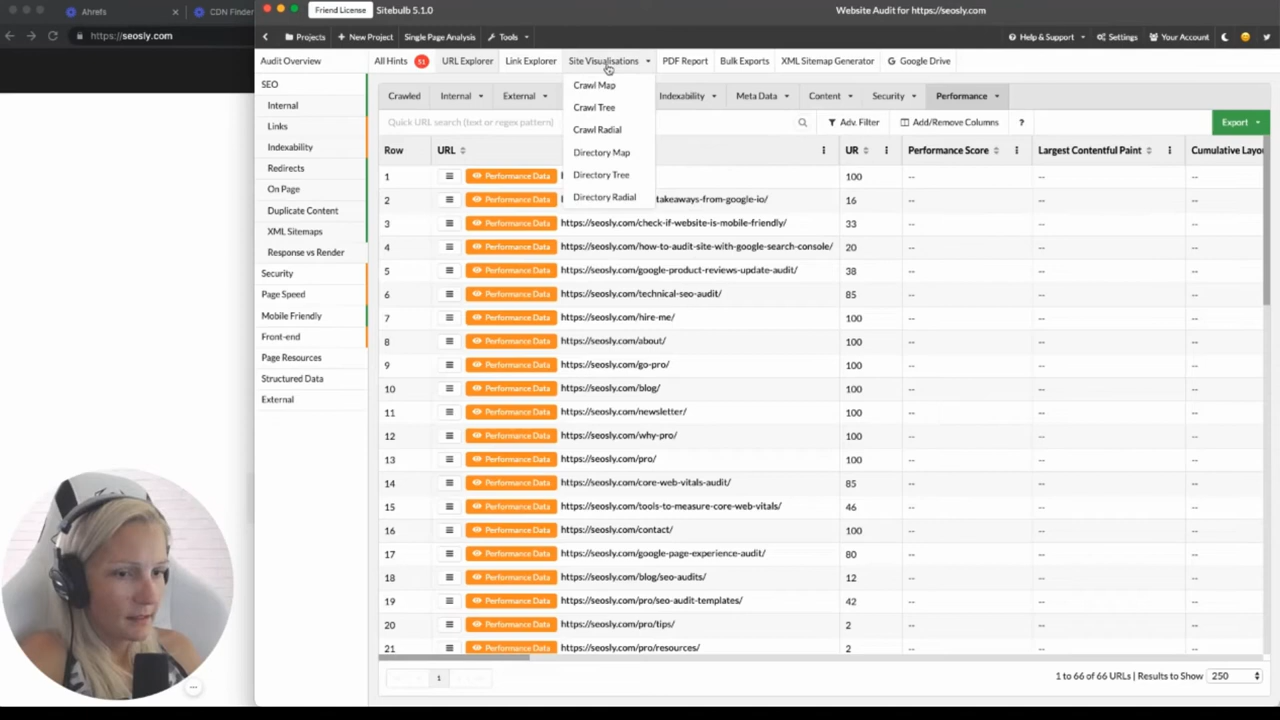 Ahrefs
CDN Finder
https://seosly.com
Friend License
Sitebulb 5.1.0
Website Audit for https://seosly.com
Projects
New Project
Single Page Analysis
Tools
Help & Support
Settings
Your Account
Audit Overview
All Hints 51
URL Explorer
Link Explorer
Site Visualisations
PDF Report
Bulk Exports
XML Sitemap Generator
Google Drive
SEO
Internal
Links
Indexability
Redirects
On Page
Duplicate Content
XML Sitemaps
Response vs Render
Security
Page Speed
Mobile Friendly
Front-end
Page Resources
Structured Data
External
Crawl Map
Crawl Tree
Crawl Radial
Directory Map
Directory Tree
Directory Radial
Crawled
Internal
External
Indexability
Meta Data
Content
Security
Performance
Quick URL search (text or regex pattern)
Adv. Filter
Add/Remove Columns
?
Export
Row URL UR Performance Score Largest Contentful Paint Cumulative Layou
1 Performance Data 100 -- -- --
2 Performance Data takeaways-from-google-io/ 16 -- -- --
3 Performance Data https://seosly.com/check-if-website-is-mobile-friendly/ 33 -- -- --
4 Performance Data https://seosly.com/how-to-audit-site-with-google-search-console/ 20 -- -- --
5 Performance Data https://seosly.com/google-product-reviews-update-audit/ 38 -- -- --
6 Performance Data https://seosly.com/technical-seo-audit/ 85 -- -- --
7 Performance Data https://seosly.com/hire-me/ 100 -- -- --
8 Performance Data https://seosly.com/about/ 100 -- -- --
9 Performance Data https://seosly.com/go-pro/ 100 -- -- --
10 Performance Data https://seosly.com/blog/ 100 -- -- --
11 Performance Data https://seosly.com/newsletter/ 100 -- -- --
12 Performance Data https://seosly.com/why-pro/ 100 -- -- --
13 Performance Data https://seosly.com/pro/ 100 -- -- --
14 Performance Data https://seosly.com/core-web-vitals-audit/ 85 -- -- --
15 Performance Data https://seosly.com/tools-to-measure-core-web-vitals/ 46 -- -- --
16 Performance Data https://seosly.com/contact/ 100 -- -- --
17 Performance Data https://seosly.com/google-page-experience-audit/ 80 -- -- --
18 Performance Data https://seosly.com/blog/seo-audits/ 12 -- -- --
19 Performance Data https://seosly.com/pro/seo-audit-templates/ 42 -- -- --
20 Performance Data https://seosly.com/pro/tips/ 2 -- -- --
21 Performance Data https://seosly.com/pro/resources/ 2 -- -- --
1
1 to 66 of 66 URLs | Results to Show 250